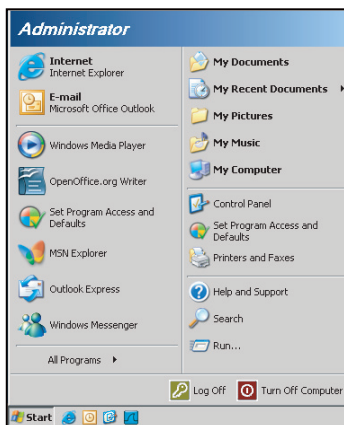 Administrator
Internet
Internet Explorer
E-mail
Microsoft Office Outlook
Windows Media Player
OpenOffice.org Writer
Set Program Access and
Defaults
MSN Explorer
Outlook Express
Windows Messenger
All Programs
My Documents
My Recent Documents
My Pictures
My Music
My Computer
Control Panel
Set Program Access and
Defaults
Printers and Faxes
Help and Support
Search
Run...
Log Off
Turn Off Computer
Start